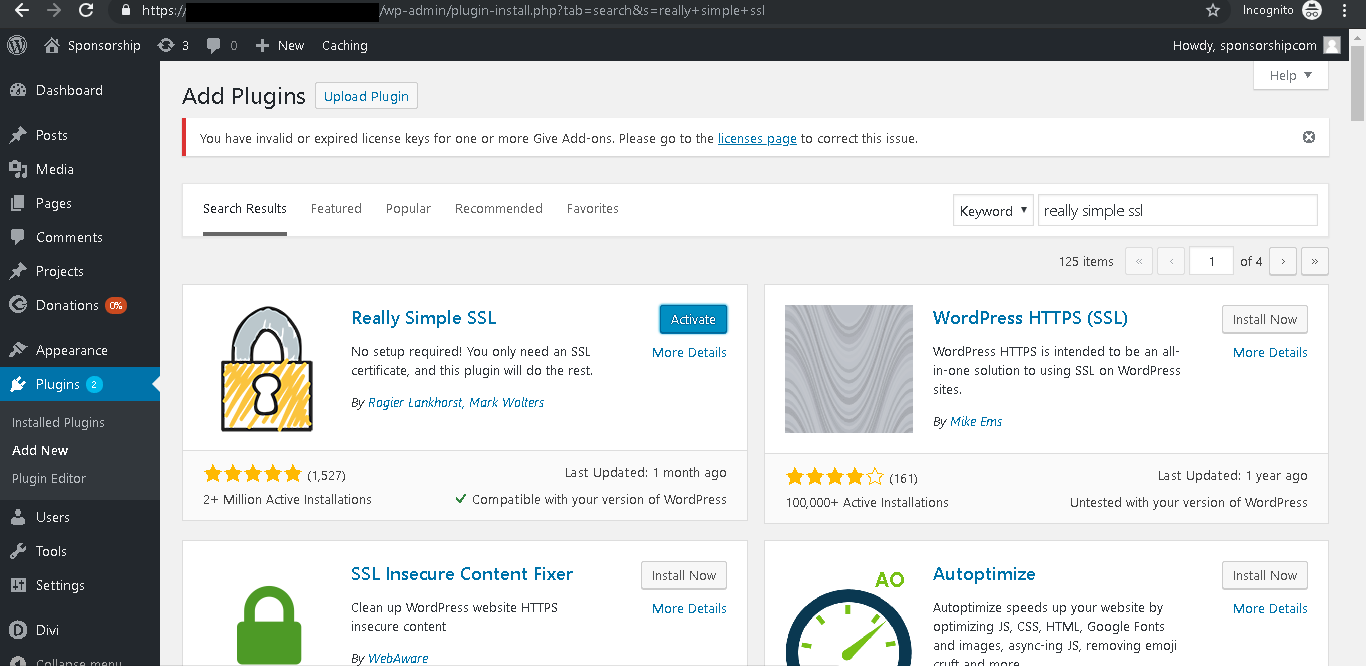 https:// /wp-admin/plugin-install.php?tab=search&s=really+simple+ssl Incognito
Sponsorship 3 0 New Caching Howdy, sponsorshipcom
Help ▼
Dashboard
Posts
Media
Pages
Comments
Projects
Donations 0%
Appearance
Plugins 2
Installed Plugins
Add New
Plugin Editor
Users
Tools
Settings
Divi
Collapse menu
Add Plugins Upload Plugin
You have invalid or expired license keys for one or more Give Add-ons. Please go to the licenses page to correct this issue.
Search Results Featured Popular Recommended Favorites Keyword ▼ really simple ssl
125 items « ‹ 1 of 4 › »
Really Simple SSL
Activate
More Details
No setup required! You only need an SSL
certificate, and this plugin will do the rest.
By Rogier Lankhorst, Mark Wolters
(1,527)
2+ Million Active Installations
Last Updated: 1 month ago
Compatible with your version of WordPress
WordPress HTTPS (SSL)
Install Now
More Details
WordPress HTTPS is intended to be an all-
in-one solution to using SSL on WordPress
sites.
By Mike Ems
(161)
100,000+ Active Installations
Last Updated: 1 year ago
Untested with your version of WordPress
SSL Insecure Content Fixer
Install Now
More Details
Clean up WordPress website HTTPS
insecure content
By WebAware
AO
Autoptimize
Install Now
More Details
Autoptimize speeds up your website by
optimizing JS, CSS, HTML, Google Fonts
and images, async-ing JS, removing emoji
cruft and more.